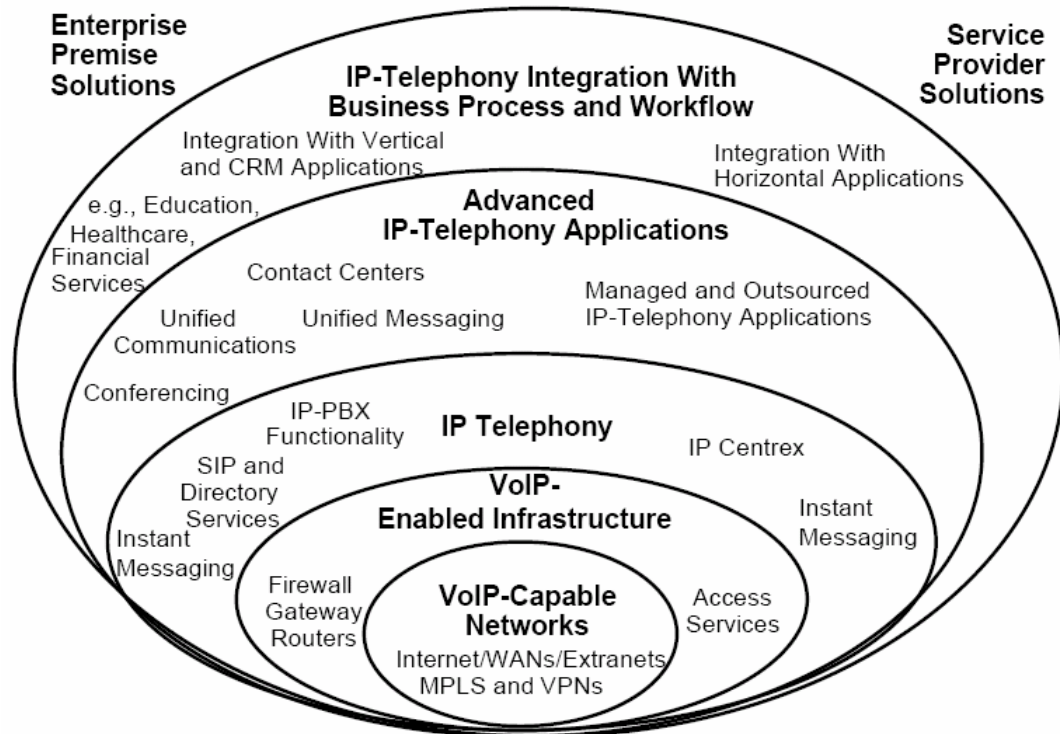 Enterprise
Premise
Solutions
Service
Provider
Solutions
IP-Telephony Integration With
Business Process and Workflow
Integration With Vertical
and CRM Applications
Integration With
Horizontal Applications
e.g., Education,
Healthcare,
Financial
Services
Advanced
IP-Telephony Applications
Contact Centers
Managed and Outsourced
IP-Telephony Applications
Unified
Communications
Unified Messaging
Conferencing
IP-PBX
Functionality
IP Telephony
IP Centrex
SIP and
Directory
Services
Instant
Messaging
Instant
Messaging
VoIP-
Enabled Infrastructure
Firewall
Gateway
Routers
Access
Services
VoIP-Capable
Networks
Internet/WANs/Extranets
MPLS and VPNs